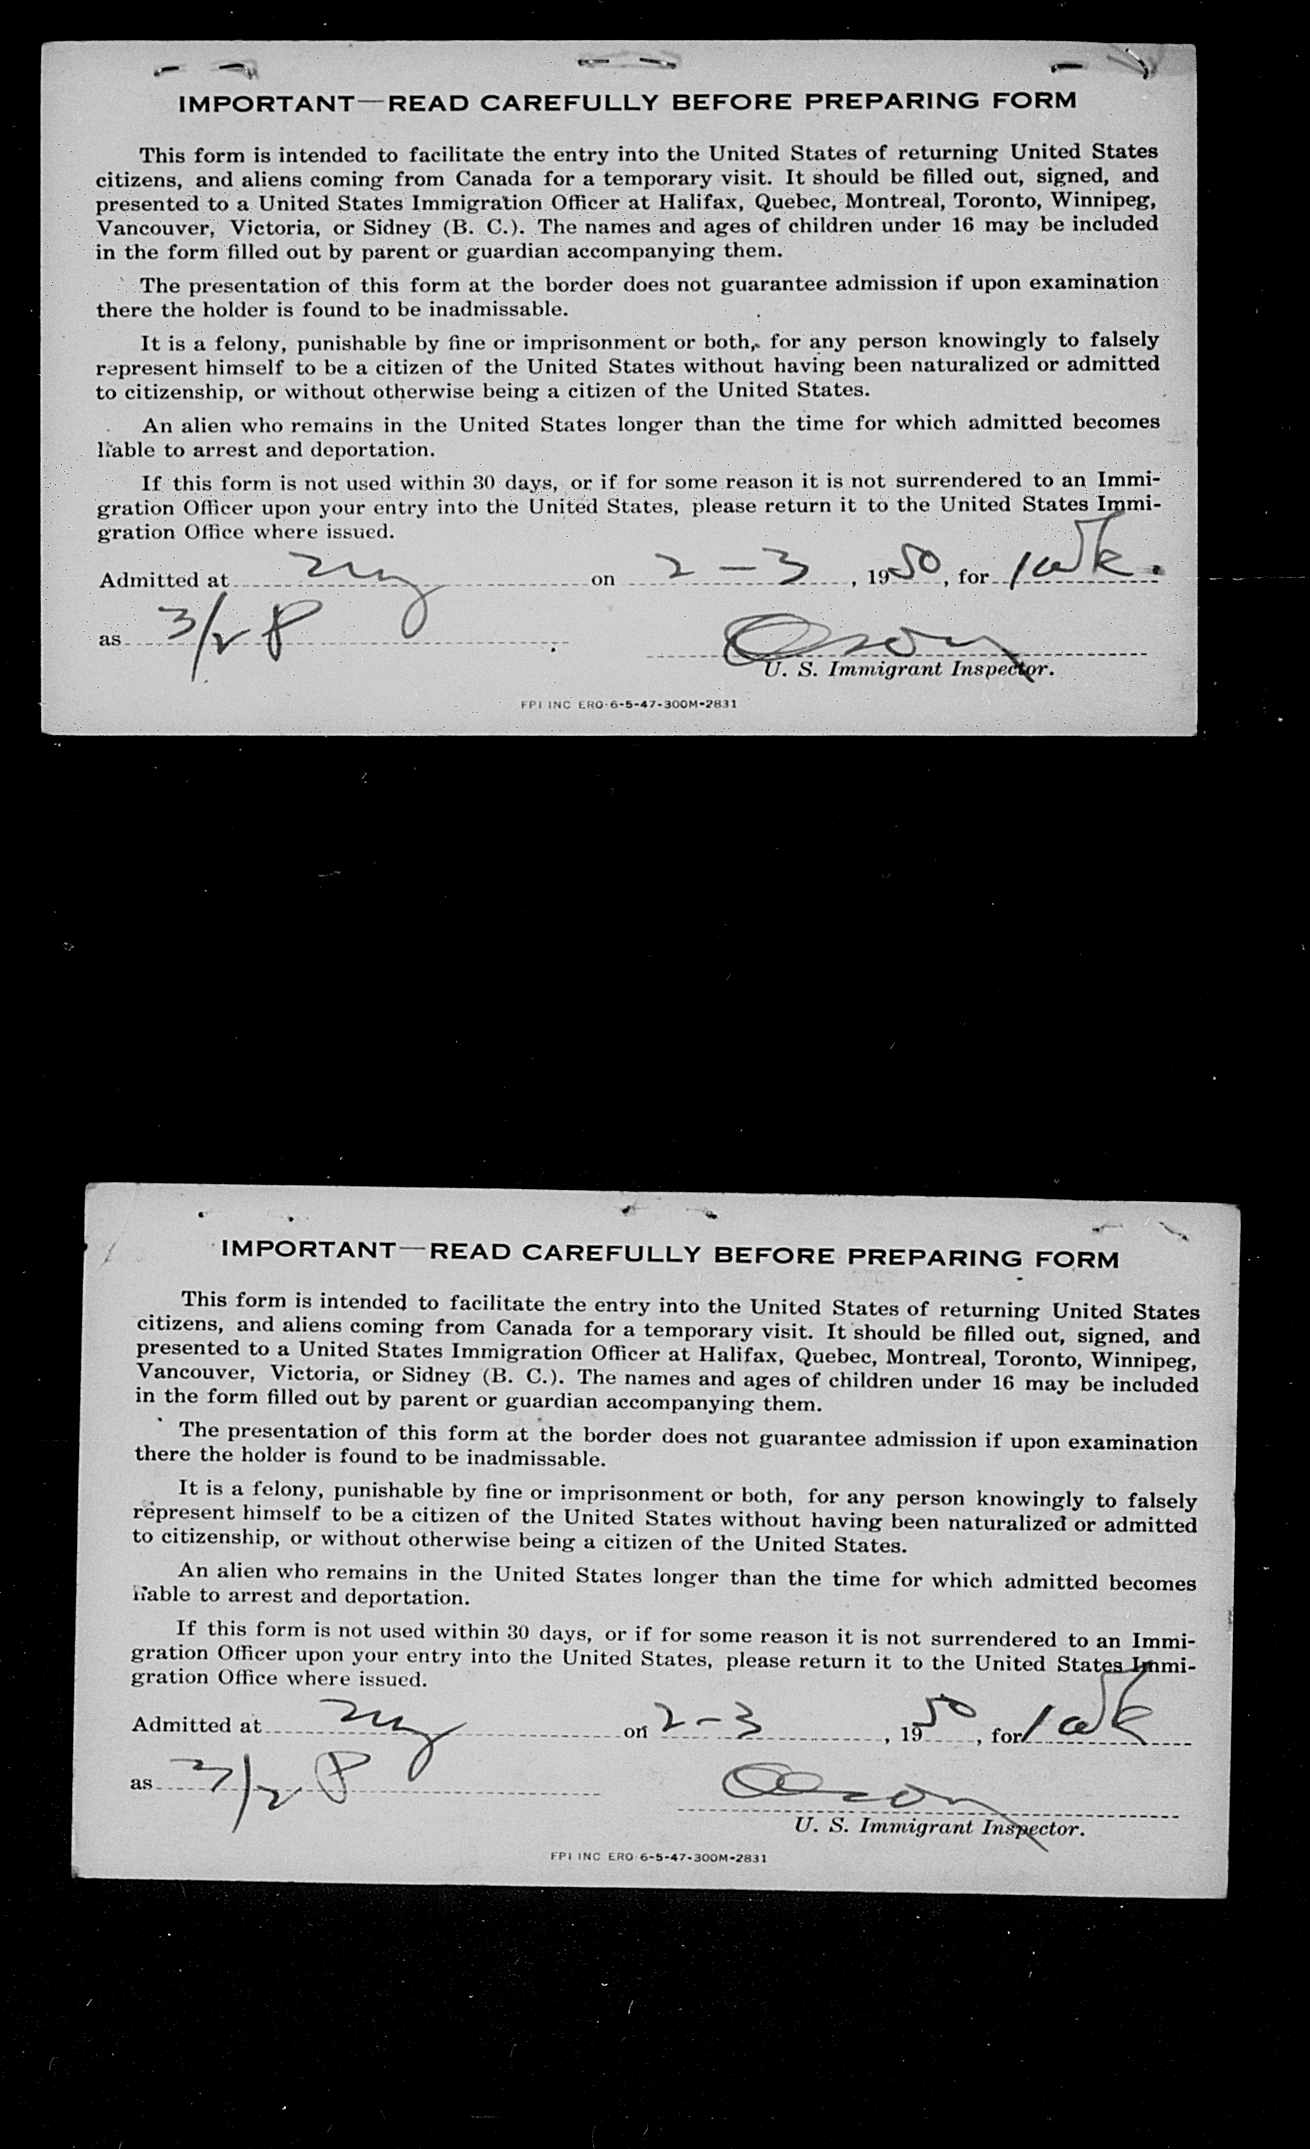 IMPORTANT—READ CAREFULLY BEFORE PREPARING FORM
This form is intended to facilitate the entry into the United States of returning United States
citizens, and aliens coming from Canada for a temporary visit. It should be filled out, signed, and
presented to a United States Immigration Officer at Halifax, Quebec, Montreal, Toronto, Winnipeg,
Vancouver, Victoria, or Sidney (B. C.). The names and ages of children under 16 may be included
in the form filled out by parent or guardian accompanying them.
The presentation of this form at the border does not guarantee admission if upon examination
there the holder is found to be inadmissable.
It is a felony, punishable by fine or imprisonment or both, for any person knowingly to falsely
represent himself to be a citizen of the United States without having been naturalized or admitted
to citizenship, or without otherwise being a citizen of the United States.
An alien who remains in the United States longer than the time for which admitted becomes
liable to arrest and deportation.
If this form is not used within 30 days, or if for some reason it is not surrendered to an Immi-
gration Officer upon your entry into the United States, please return it to the United States Immi-
gration Office where issued.
Admitted at on 2-3, 1950, for 1 wk.
as 3/2 P
U. S. Immigrant Inspector.
FPI INC ERO-6-5-47-300M-2831
IMPORTANT—READ CAREFULLY BEFORE PREPARING FORM
This form is intended to facilitate the entry into the United States of returning United States
citizens, and aliens coming from Canada for a temporary visit. It should be filled out, signed, and
presented to a United States Immigration Officer at Halifax, Quebec, Montreal, Toronto, Winnipeg,
Vancouver, Victoria, or Sidney (B. C.). The names and ages of children under 16 may be included
in the form filled out by parent or guardian accompanying them.
The presentation of this form at the border does not guarantee admission if upon examination
there the holder is found to be inadmissable.
It is a felony, punishable by fine or imprisonment or both, for any person knowingly to falsely
represent himself to be a citizen of the United States without having been naturalized or admitted
to citizenship, or without otherwise being a citizen of the United States.
An alien who remains in the United States longer than the time for which admitted becomes
liable to arrest and deportation.
If this form is not used within 30 days, or if for some reason it is not surrendered to an Immi-
gration Officer upon your entry into the United States, please return it to the United States Immi-
gration Office where issued.
Admitted at on 2-3, 1950, for 1 wk
as 3/2 P
U. S. Immigrant Inspector.
FPI INC ERO-6-5-47-300M-2831